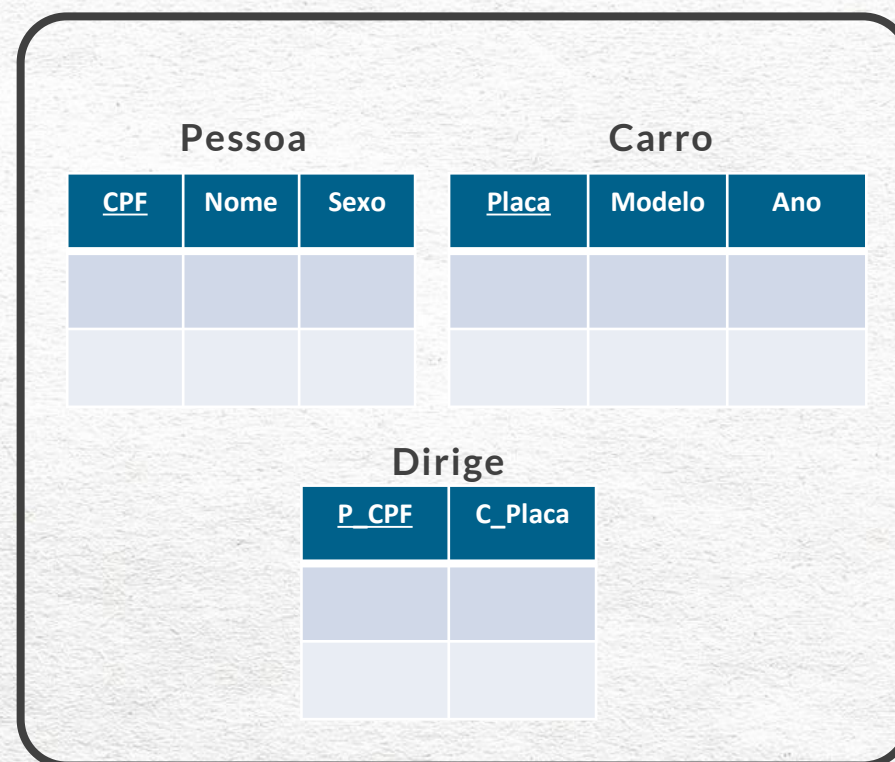 Pessoa
Carro
CPF Nome Sexo
Placa Modelo Ano
Dirige
P_CPF C_Placa